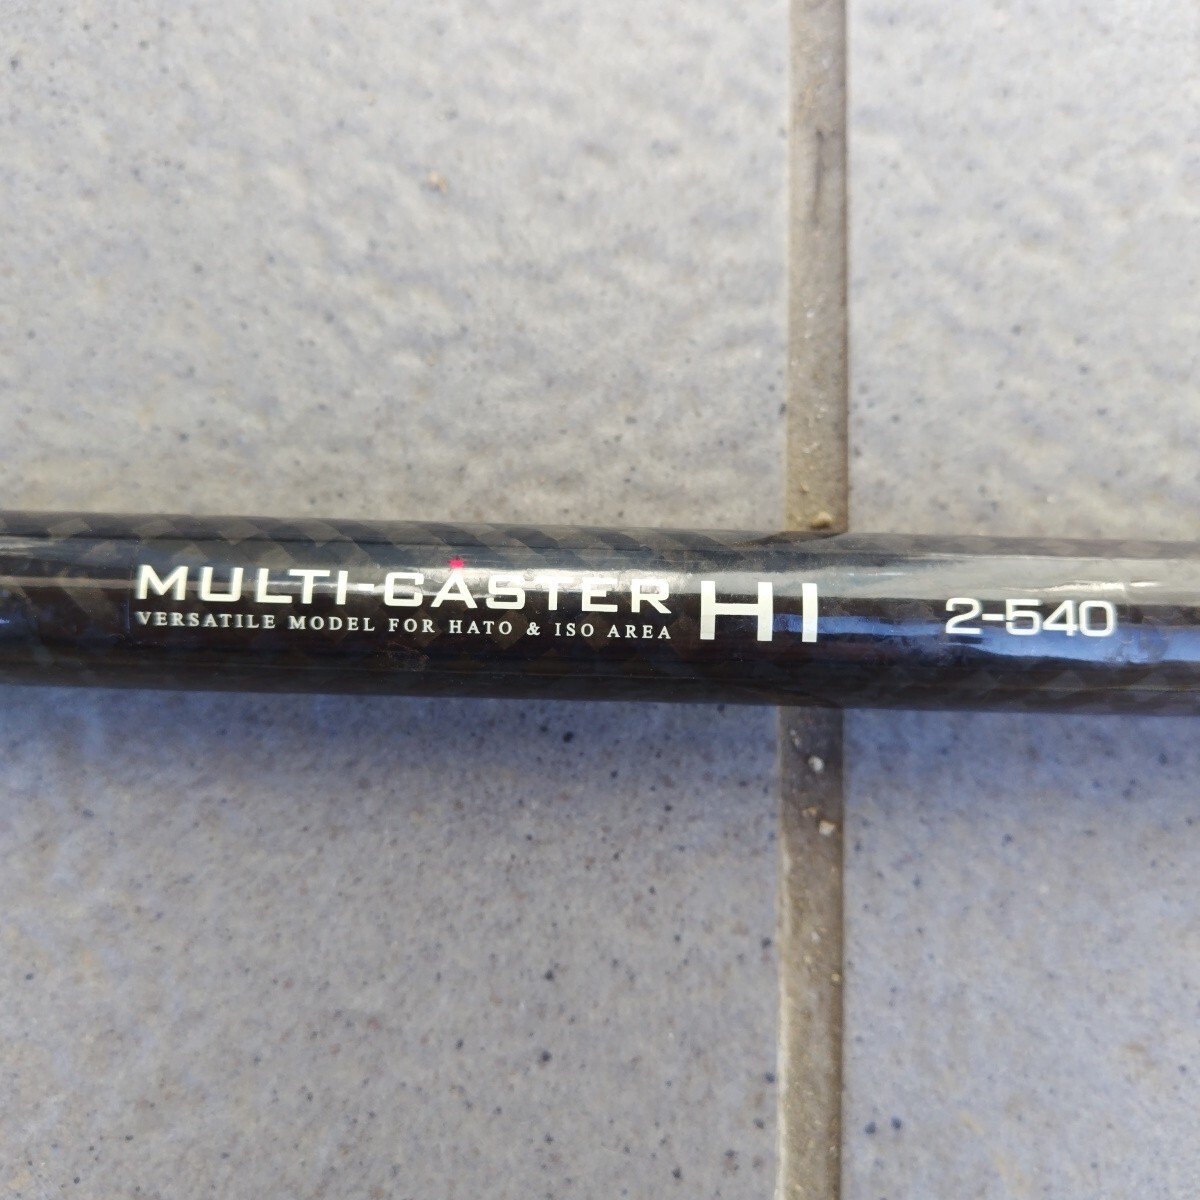 MULTI-CASTER HI 2-540
VERSATILE MODEL FOR HATO & ISO AREA